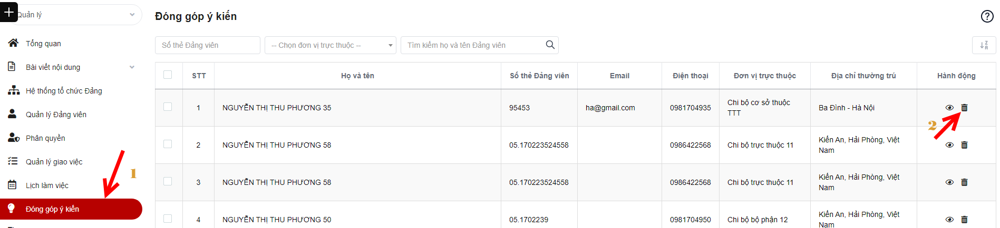 Quản lý
Tổng quan
Bài viết nội dung
Hệ thống tổ chức Đảng
Quản lý Đảng viên
Phân quyền
Quản lý giao việc
1
Lịch làm việc
Đóng góp ý kiến
Đóng góp ý kiến
Số thẻ Đảng viên
-- Chọn đơn vị trực thuộc --
Tìm kiếm họ và tên Đảng viên
STT Họ và tên Số thẻ Đảng viên Email Điện thoại Đơn vị trực thuộc Địa chỉ thường trú Hành động
1 NGUYỄN THỊ THU PHƯƠNG 35 95453 ha@gmail.com 0981704935 Chi bộ cơ sở thuộc
TTT
Ba Đình - Hà Nội
2
2 NGUYỄN THỊ THU PHƯƠNG 58 05.170223524558 0986422568 Chi bộ trực thuộc 11 Kiến An, Hải Phòng, Việt
Nam
3 NGUYỄN THỊ THU PHƯƠNG 58 05.170223524558 0986422568 Chi bộ trực thuộc 11 Kiến An, Hải Phòng, Việt
Nam
4 NGUYỄN THỊ THU PHƯƠNG 50 05.1702239 0981704950 Chi bộ bộ phận 12 Kiến An, Hải Phòng, Việt
Nam